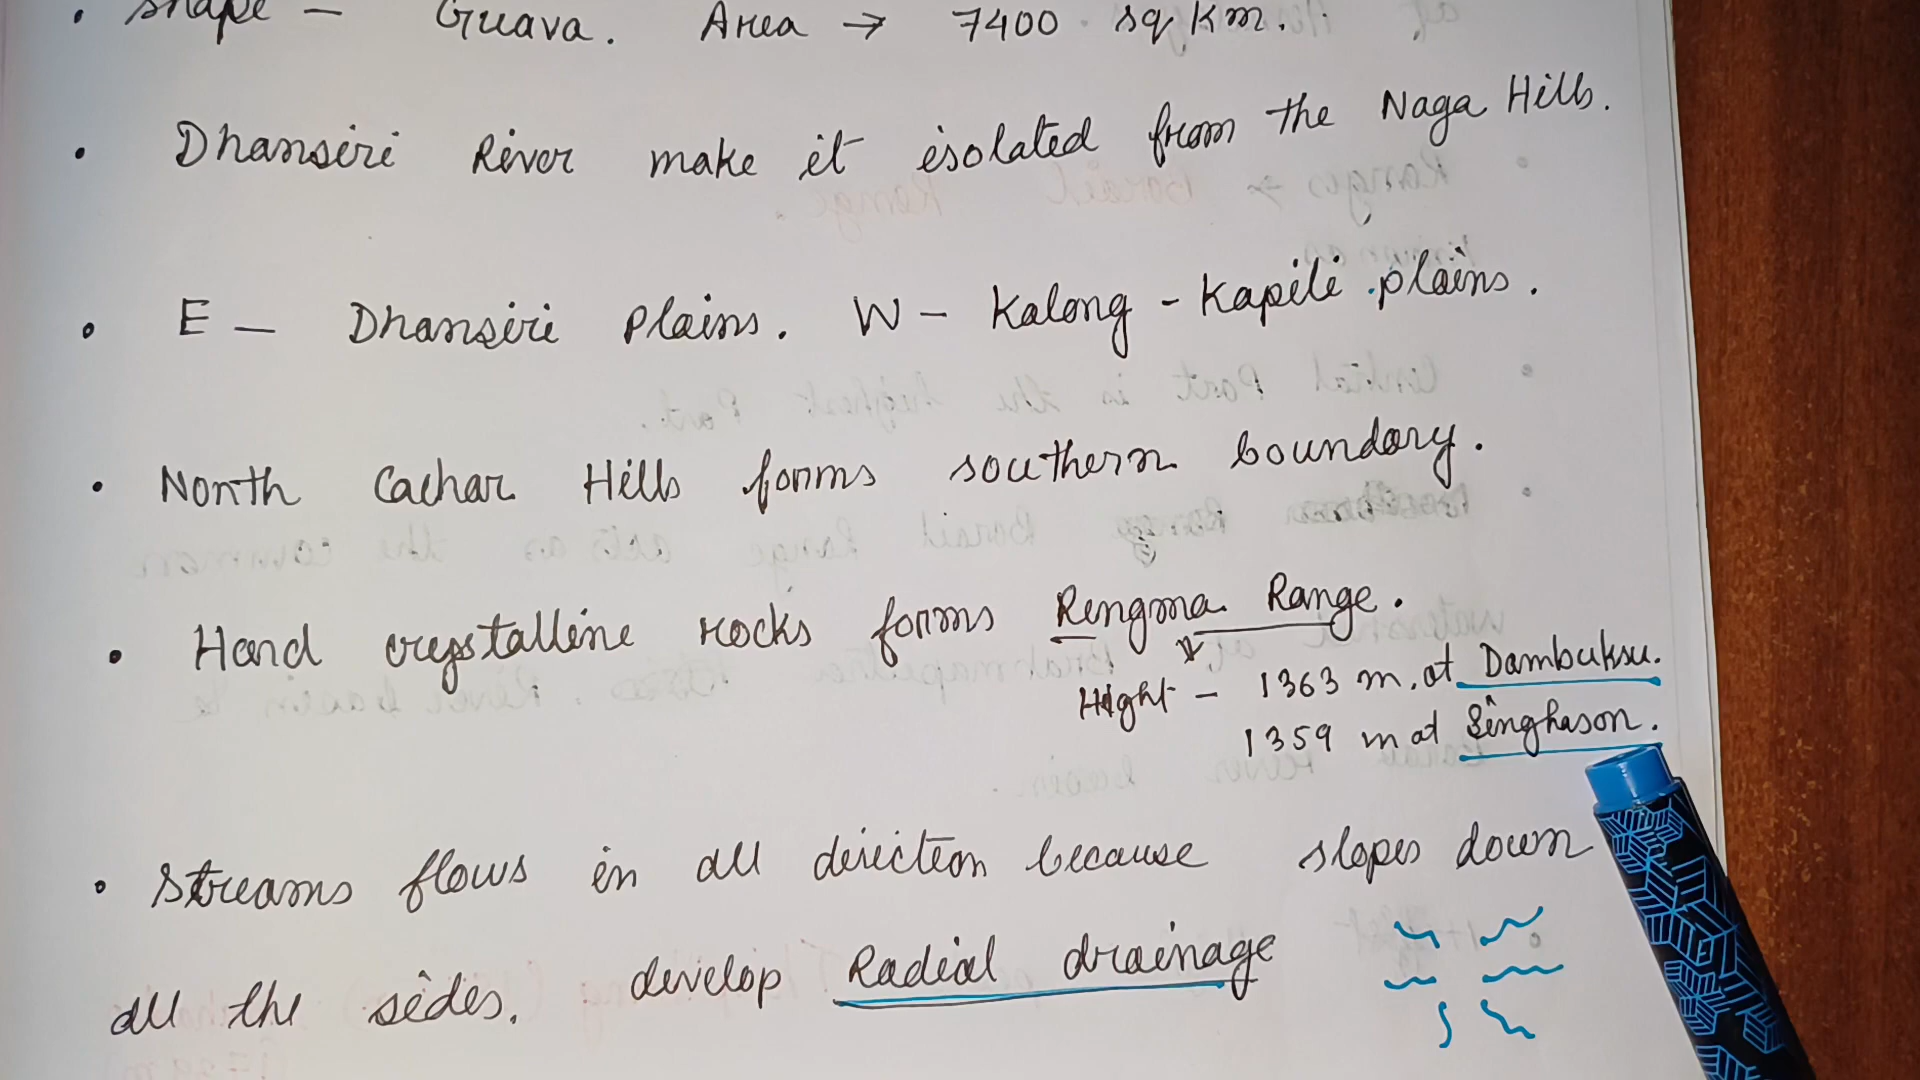 • Shape – Guava. Area → 7400 sq km.
• Dhansiri River make it isolated from the Naga Hills.
• E – Dhansiri Plains. W – Kalong - Kapili plains.
• North Cachar Hills forms southern boundary.
• Hard crystalline rocks forms Rengma Range.
Hight – 1363 m. at Dambuksu.
1359 m at Singhason.
• Streams flows in all direction because slopes down
all the sides. develop Radial drainage